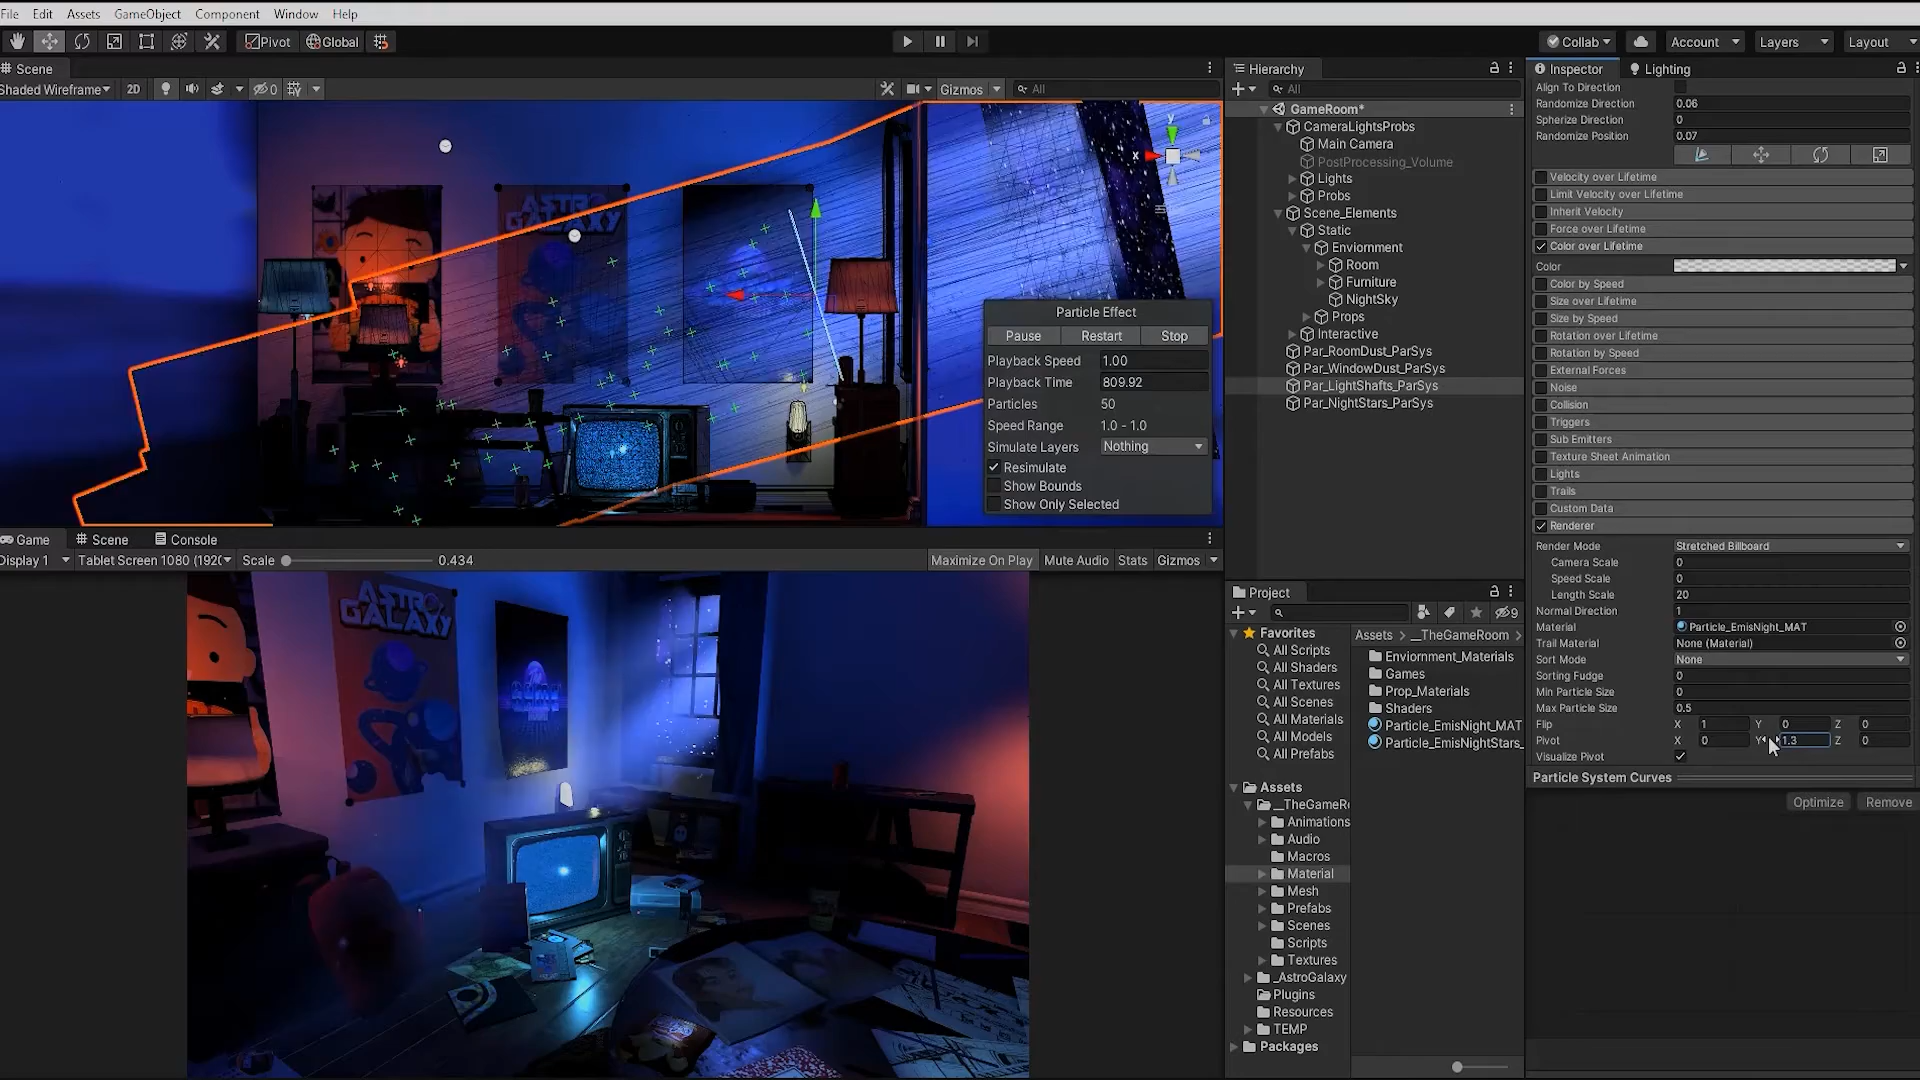 File Edit Assets GameObject Component Window Help
Pivot Global Collab Account Layers Layout
Scene
Shaded Wireframe 2D 0 Gizmos All
ASTRO
GALAXY
Particle Effect
Pause Restart Stop
Playback Speed 1.00
Playback Time 809.92
Particles 50
Speed Range 1.0 - 1.0
Simulate Layers Nothing
Resimulate
Show Bounds
Show Only Selected
Game Scene Console
Display 1 Tablet Screen 1080 (192( Scale 0.434 Maximize On Play Mute Audio Stats Gizmos
ASTRO
GALAXY
Hierarchy
All
GameRoom*
CameraLightsProbs
Main Camera
PostProcessing_Volume
Lights
Probs
Scene_Elements
Static
Enviornment
Room
Furniture
NightSky
Props
Interactive
Par_RoomDust_ParSys
Par_WindowDust_ParSys
Par_LightShafts_ParSys
Par_NightStars_ParSys
Project
9
Favorites
All Scripts
All Shaders
All Textures
All Scenes
All Materials
All Models
All Prefabs
Assets
__TheGameRo
Animations
Audio
Macros
Material
Mesh
Prefabs
Scenes
Scripts
Textures
_AstroGalaxy
Plugins
Resources
TEMP
Packages
Assets > __TheGameRoom >
Enviornment_Materials
Games
Prop_Materials
Shaders
Particle_EmisNight_MAT
Particle_EmisNightStars_
Inspector Lighting
Align To Direction
Randomize Direction 0.06
Spherize Direction 0
Randomize Position 0.07
Velocity over Lifetime
Limit Velocity over Lifetime
Inherit Velocity
Force over Lifetime
Color over Lifetime
Color
Color by Speed
Size over Lifetime
Size by Speed
Rotation over Lifetime
Rotation by Speed
External Forces
Noise
Collision
Triggers
Sub Emitters
Texture Sheet Animation
Lights
Trails
Custom Data
Renderer
Render Mode Stretched Billboard
Camera Scale 0
Speed Scale 0
Length Scale 20
Normal Direction 1
Material Particle_EmisNight_MAT
Trail Material None (Material)
Sort Mode None
Sorting Fudge 0
Min Particle Size 0
Max Particle Size 0.5
Flip X 1 Y 0 Z 0
Pivot X 0 Y 1.3 Z 0
Visualize Pivot
Particle System Curves
Optimize Remove